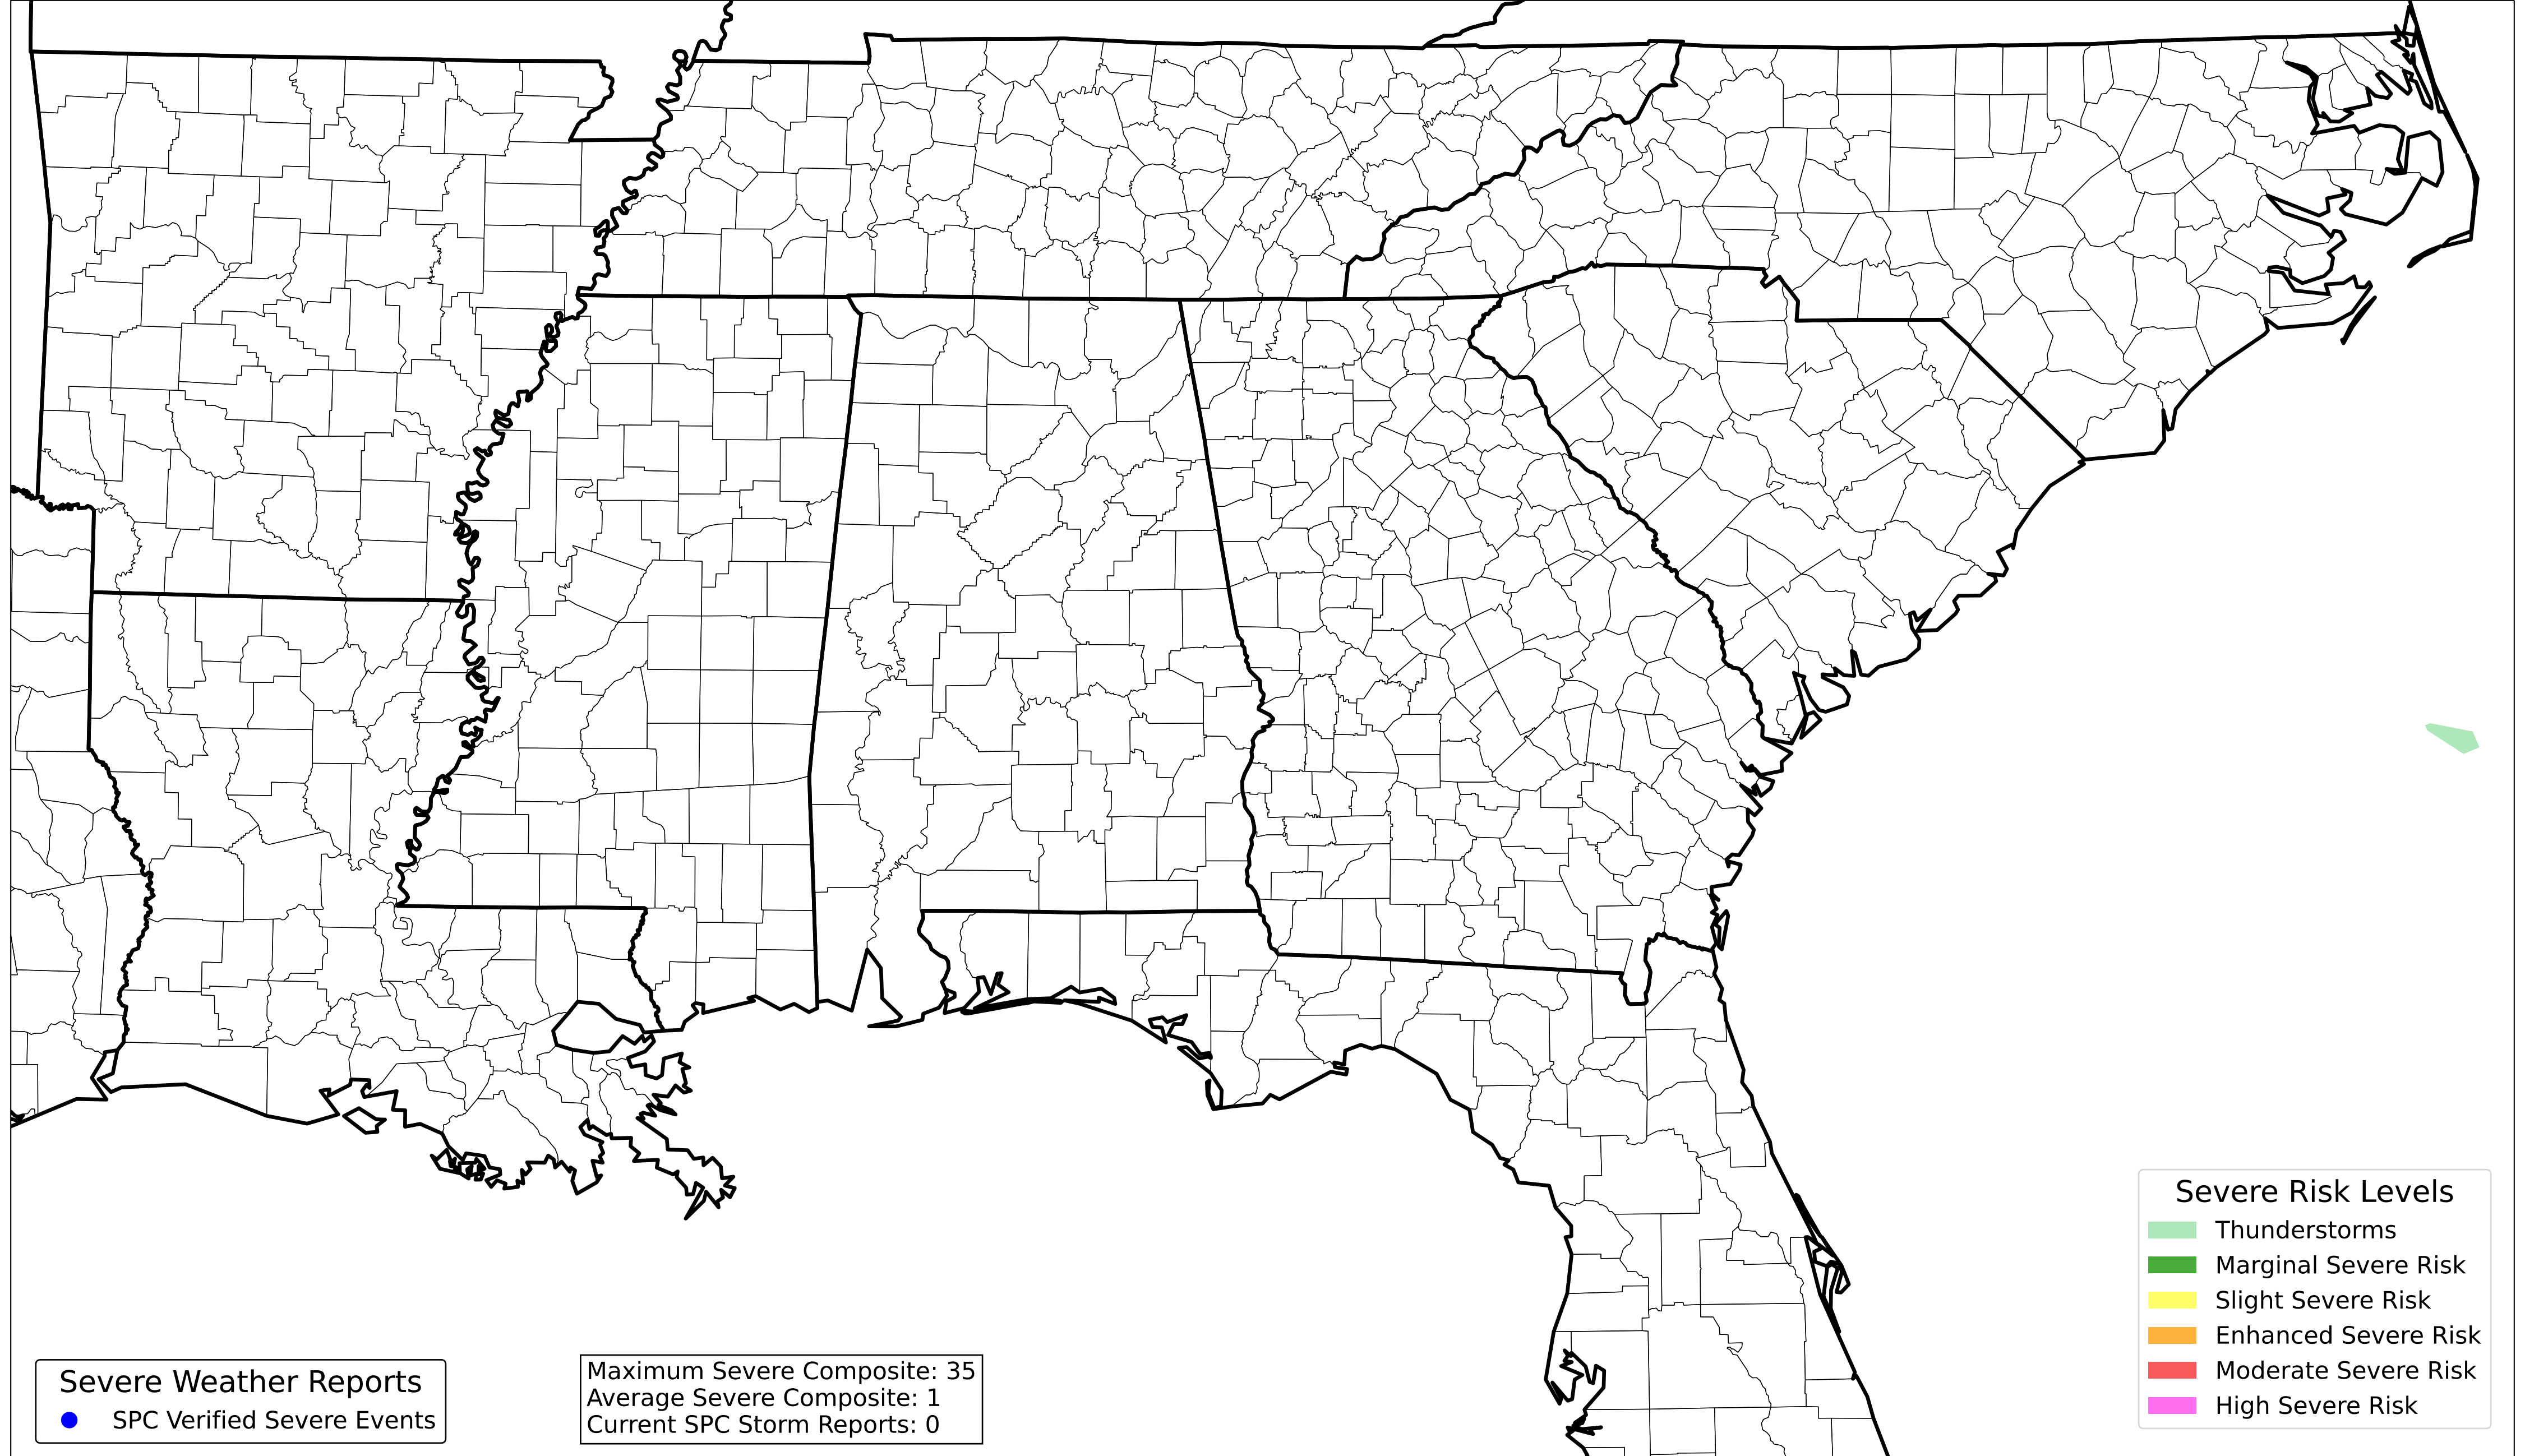 Severe Risk Levels
Thunderstorms
Marginal Severe Risk
Slight Severe Risk
Enhanced Severe Risk
Moderate Severe Risk
High Severe Risk
Severe Weather Reports
SPC Verified Severe Events
Maximum Severe Composite: 35
Average Severe Composite: 1
Current SPC Storm Reports: 0